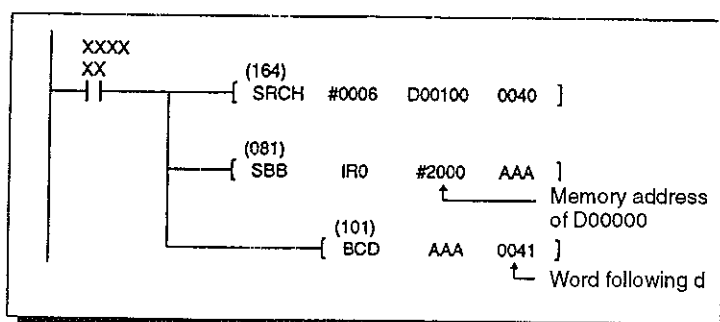 XXXX
XX
(164)
[ SRCH #0006 D00100 0040 ]
(081)
[ SBB IR0 #2000 AAA ]
Memory address
of D00000
(101)
[ BCD AAA 0041 ]
Word following d